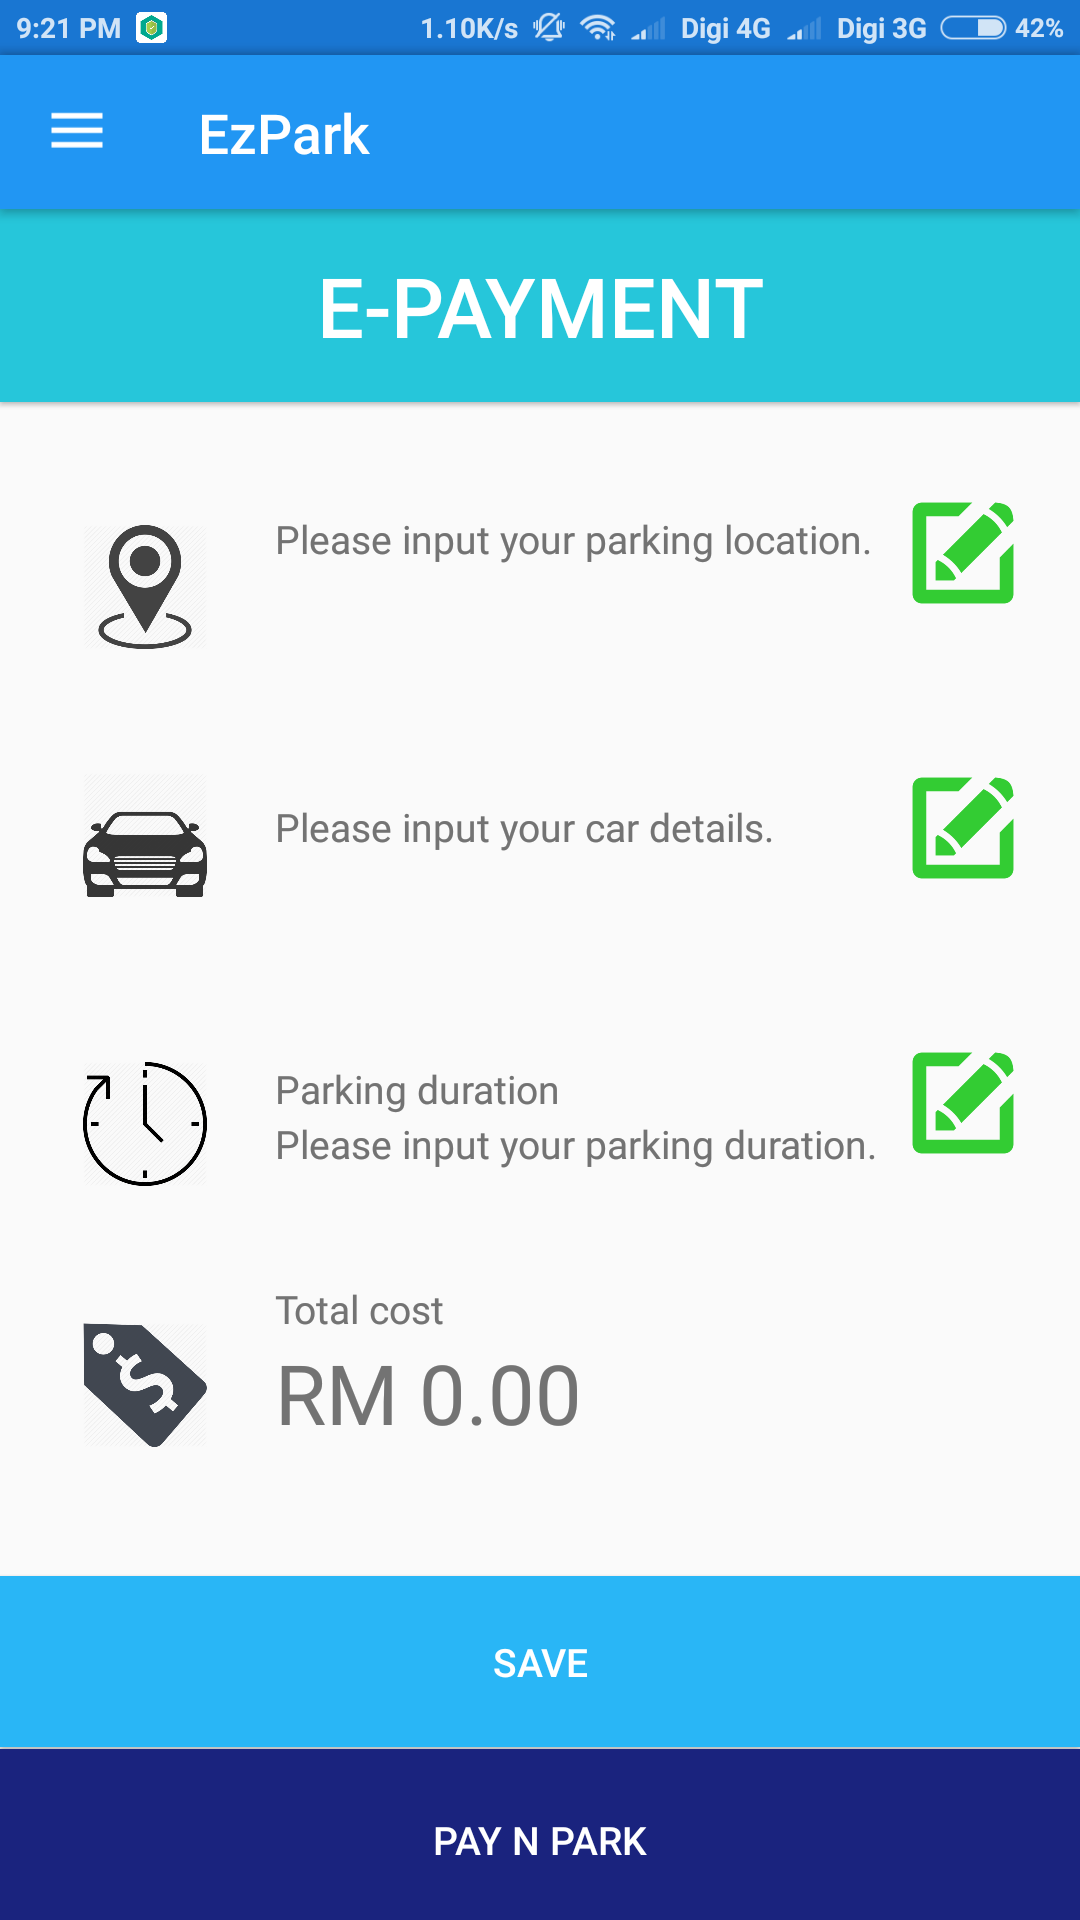 9:21 PM 1.10K/s Digi 4G Digi 3G 42%
EzPark
E-PAYMENT
Please input your parking location.
Please input your car details.
Parking duration
Please input your parking duration.
Total cost
$
RM 0.00
SAVE
PAY N PARK